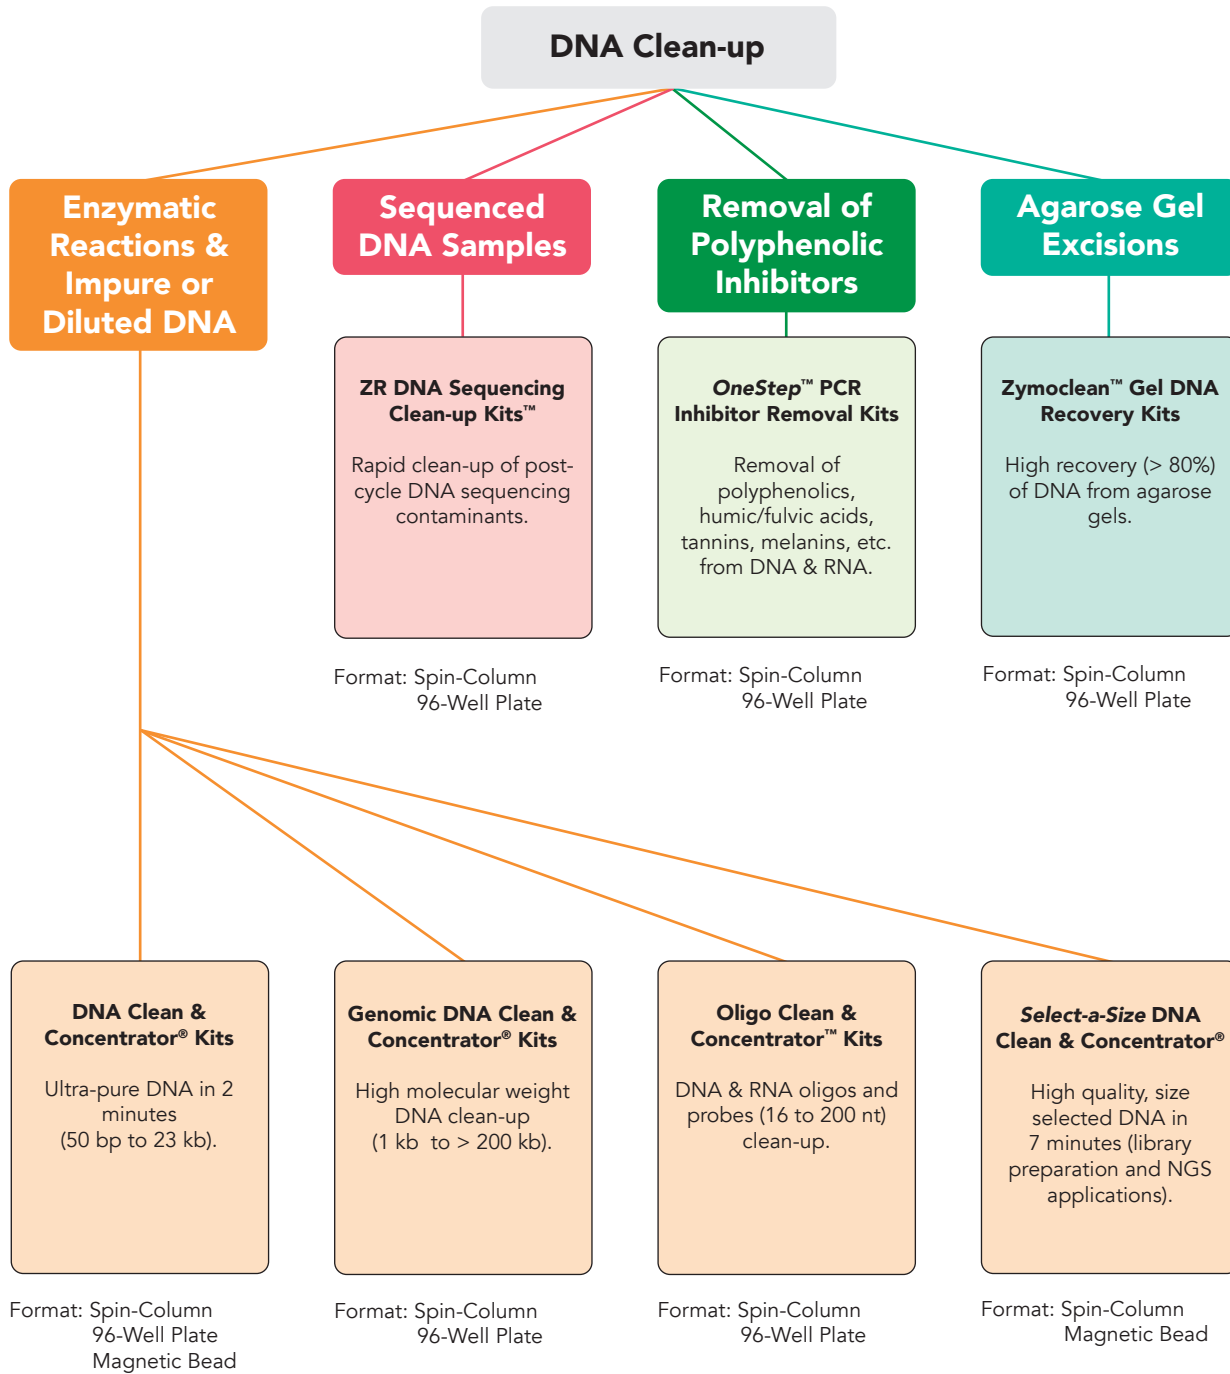 DNA Clean-up
Enzymatic
Reactions &
Impure or
Diluted DNA
Sequenced
DNA Samples
Removal of
Polyphenolic
Inhibitors
Agarose Gel
Excisions
ZR DNA Sequencing
Clean-up Kits™
Rapid clean-up of post-
cycle DNA sequencing
contaminants.
Format: Spin-Column
96-Well Plate
OneStep™ PCR
Inhibitor Removal Kits
Removal of
polyphenolics,
humic/fulvic acids,
tannins, melanins, etc.
from DNA & RNA.
Format: Spin-Column
96-Well Plate
Zymoclean™ Gel DNA
Recovery Kits
High recovery (> 80%)
of DNA from agarose
gels.
Format: Spin-Column
96-Well Plate
DNA Clean &
Concentrator® Kits
Ultra-pure DNA in 2
minutes
(50 bp to 23 kb).
Format: Spin-Column
96-Well Plate
Magnetic Bead
Genomic DNA Clean &
Concentrator® Kits
High molecular weight
DNA clean-up
(1 kb to > 200 kb).
Format: Spin-Column
96-Well Plate
Oligo Clean &
Concentrator™ Kits
DNA & RNA oligos and
probes (16 to 200 nt)
clean-up.
Format: Spin-Column
96-Well Plate
Select-a-Size DNA
Clean & Concentrator®
High quality, size
selected DNA in
7 minutes (library
preparation and NGS
applications).
Format: Spin-Column
Magnetic Bead